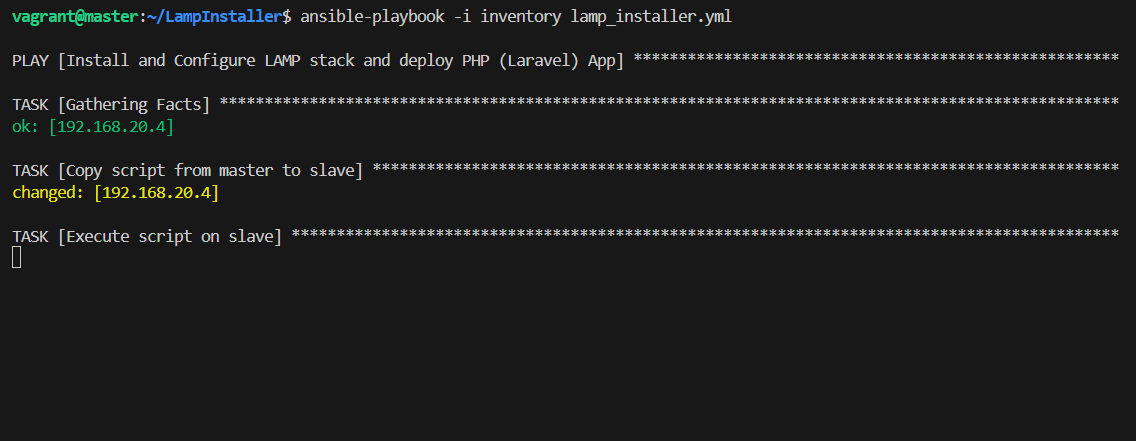 vagrant@master:~/LampInstaller$ ansible-playbook -i inventory lamp_installer.yml
PLAY [Install and Configure LAMP stack and deploy PHP (Laravel) App] ******************************************************
TASK [Gathering Facts] ****************************************************************************************************
ok: [192.168.20.4]
TASK [Copy script from master to slave] ***********************************************************************************
changed: [192.168.20.4]
TASK [Execute script on slave] ********************************************************************************************